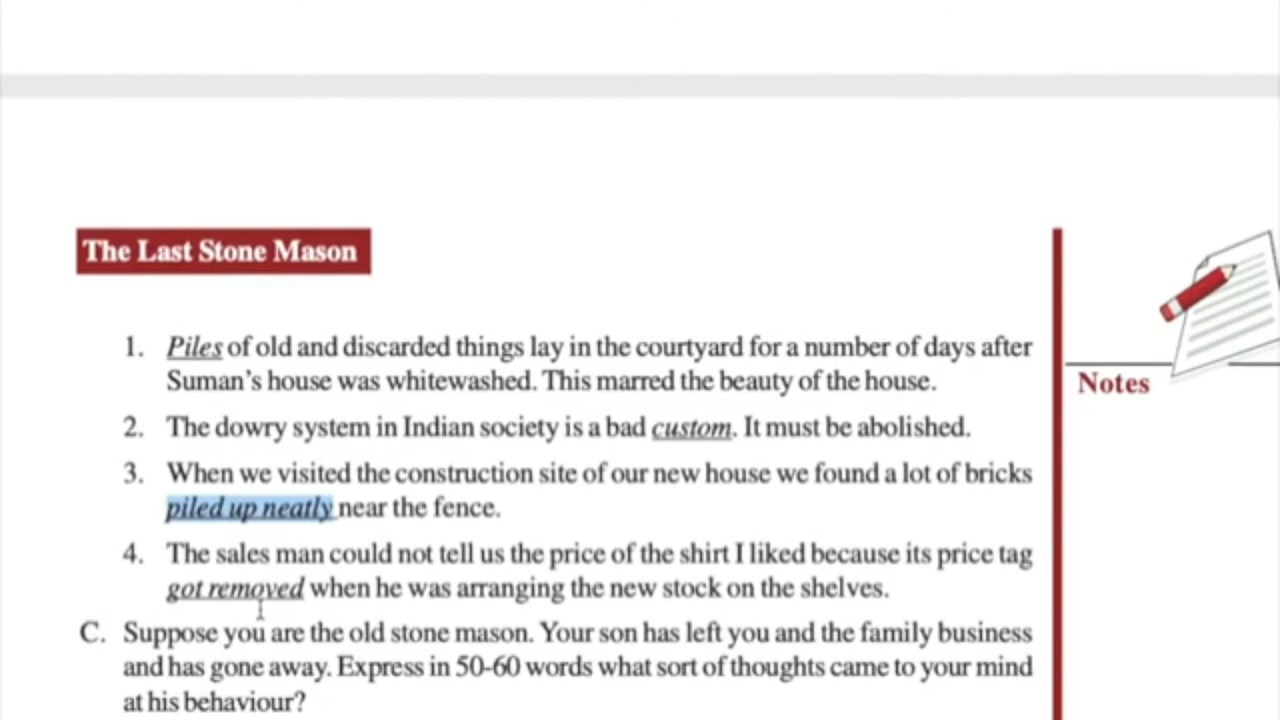 The Last Stone Mason
1. Piles of old and discarded things lay in the courtyard for a number of days after
Suman's house was whitewashed. This marred the beauty of the house.
Notes
2. The dowry system in Indian society is a bad custom. It must be abolished.
3. When we visited the construction site of our new house we found a lot of bricks
piled up neatly near the fence.
4. The sales man could not tell us the price of the shirt I liked because its price tag
got removed when he was arranging the new stock on the shelves.
C. Suppose you are the old stone mason. Your son has left you and the family business
and has gone away. Express in 50-60 words what sort of thoughts came to your mind
at his behaviour?